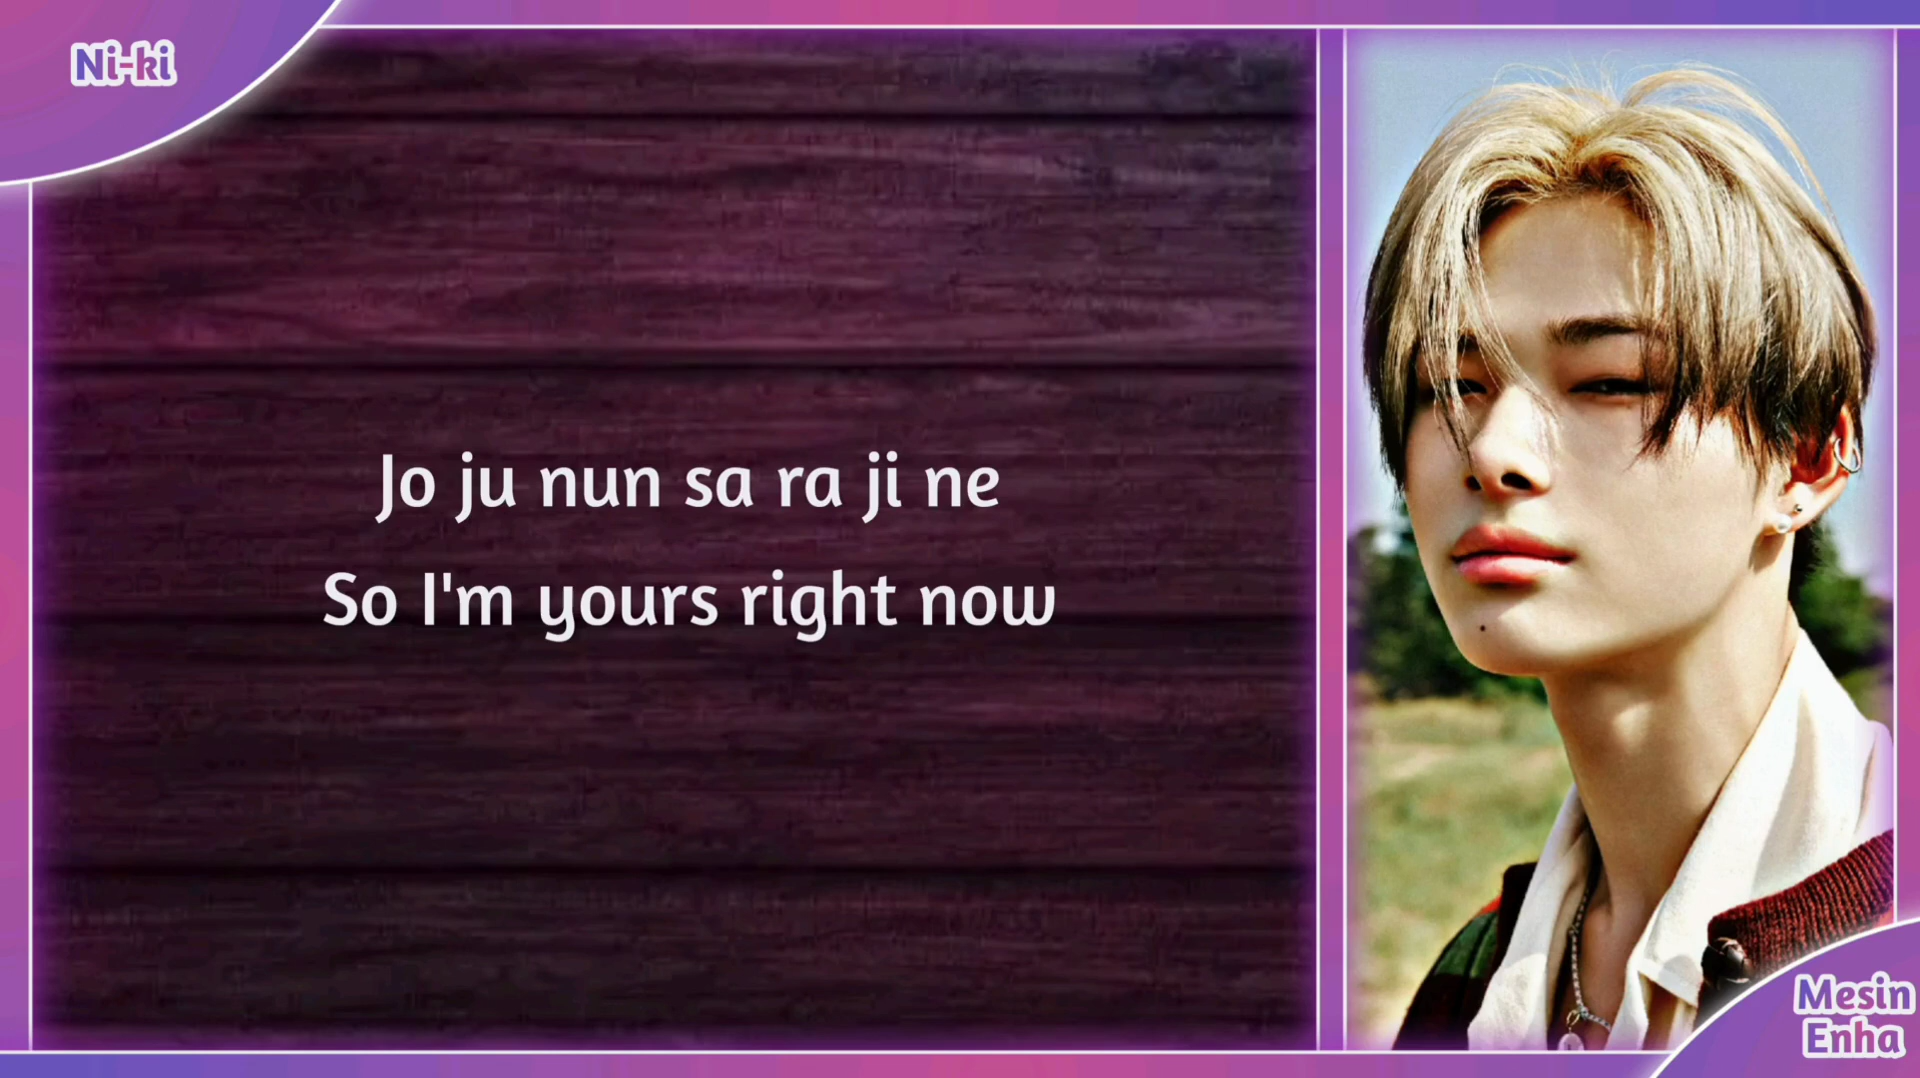 Ni-ki
Jo ju nun sa ra ji ne
So I'm yours right now
Mesin
Enha